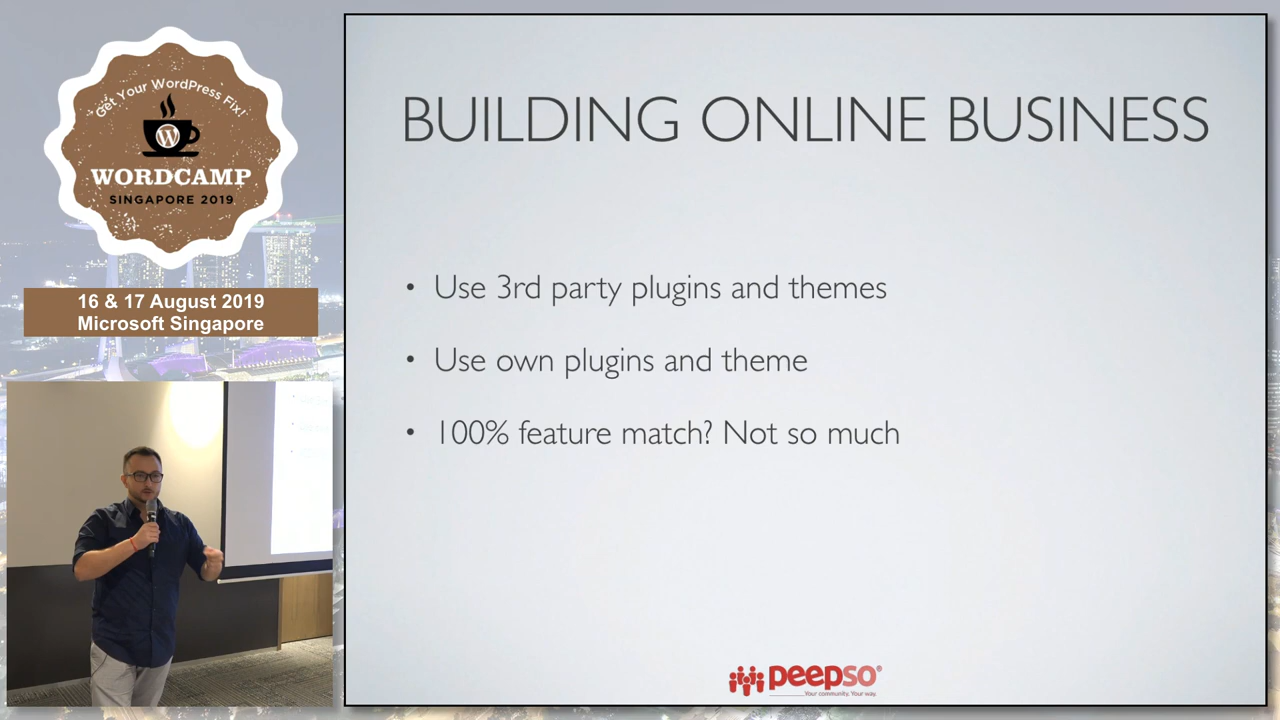 Get Your WordPress Fix!
W
WORDCAMP
SINGAPORE 2019
16 & 17 August 2019
Microsoft Singapore
BUILDING ONLINE BUSINESS
• Use 3rd party plugins and themes
• Use own plugins and theme
• 100% feature match? Not so much
peepso®
Your community. Your way.